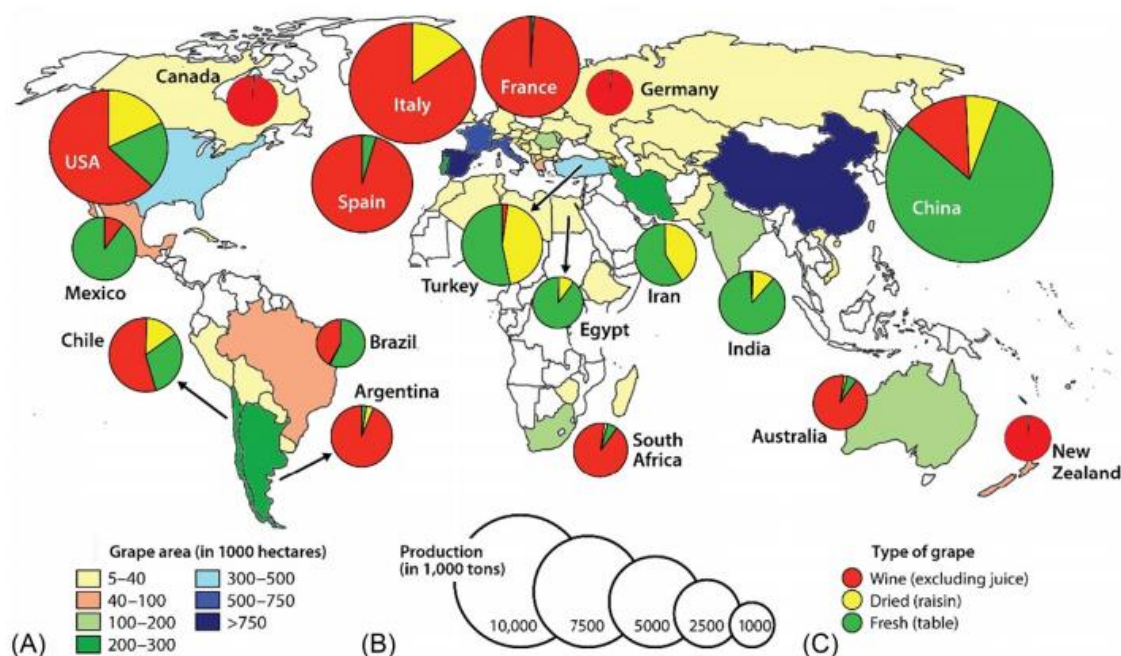 Canada
USA
Mexico
Chile
Brazil
Argentina
Italy
France
Germany
Spain
Turkey
Egypt
Iran
India
China
South
Africa
Australia
New
Zealand
(A)
Grape area (in 1000 hectares)
5–40
40–100
100–200
200–300
300–500
500–750
>750
(B)
Production
(in 1,000 tons)
10,000
7500
5000
2500
1000
(C)
Type of grape
Wine (excluding juice)
Dried (raisin)
Fresh (table)